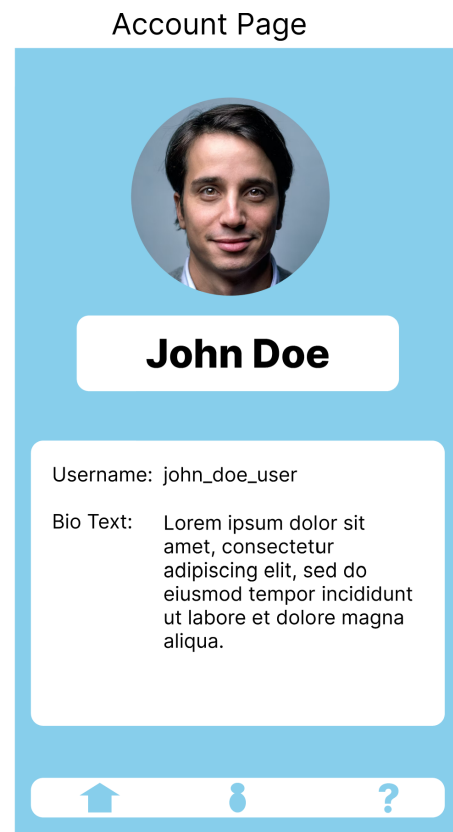 Account Page
John Doe
Username: john_doe_user
Bio Text: Lorem ipsum dolor sit
amet, consectetur
adipiscing elit, sed do
eiusmod tempor incididunt
ut labore et dolore magna
aliqua.
?